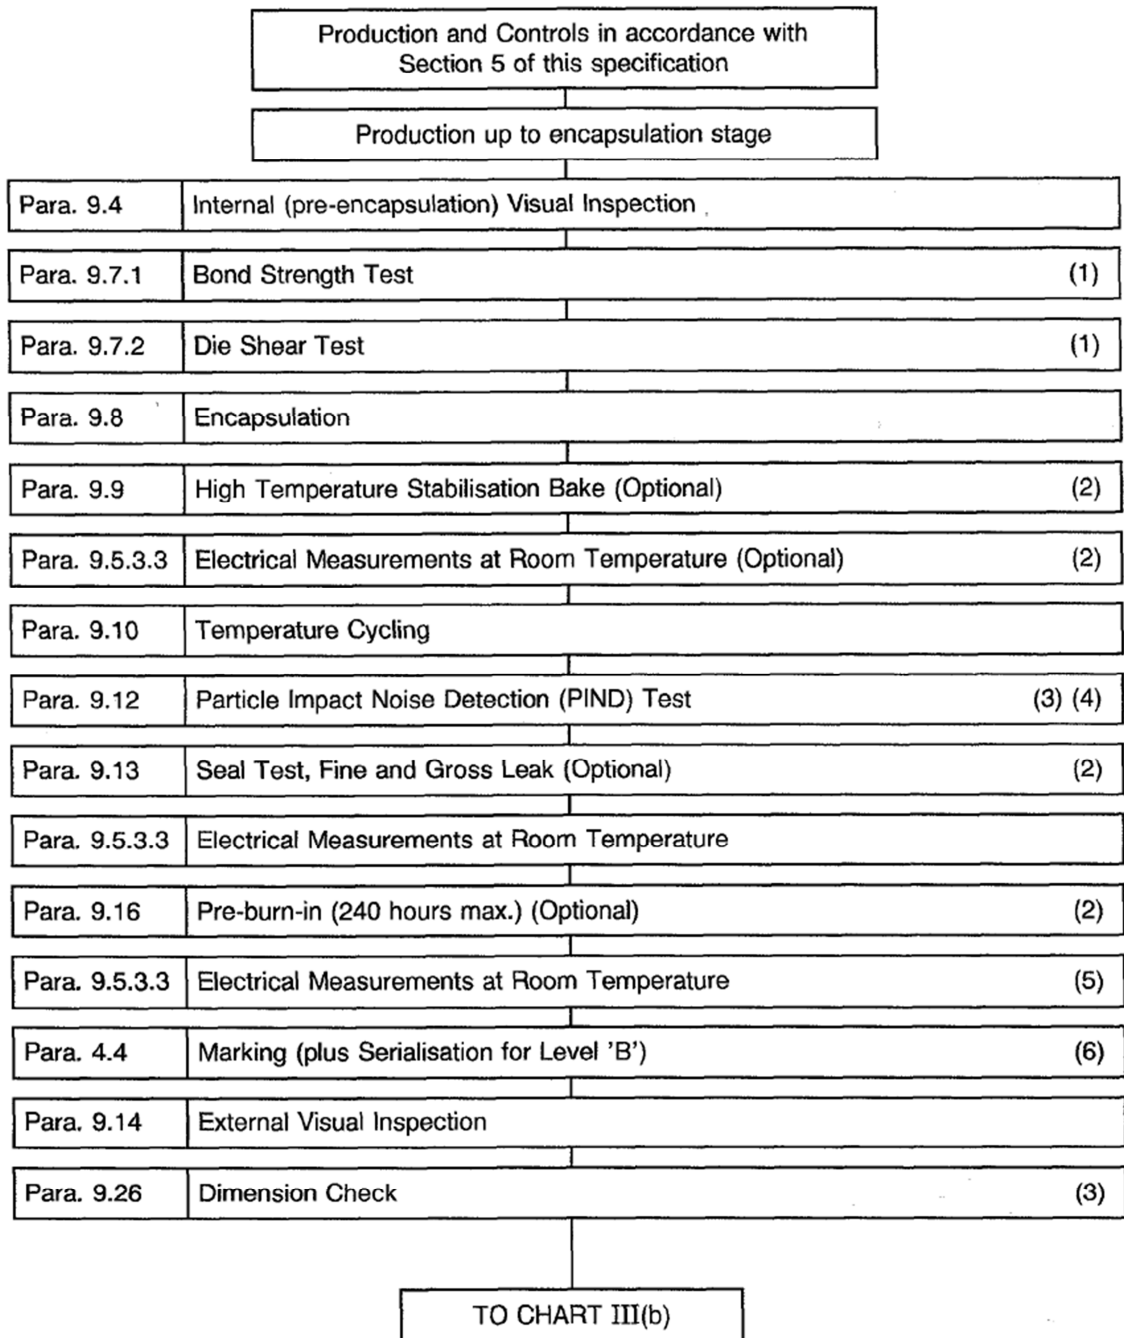 Production and Controls in accordance with
Section 5 of this specification
Production up to encapsulation stage
Para. 9.4 Internal (pre-encapsulation) Visual Inspection
Para. 9.7.1 Bond Strength Test (1)
Para. 9.7.2 Die Shear Test (1)
Para. 9.8 Encapsulation
Para. 9.9 High Temperature Stabilisation Bake (Optional) (2)
Para. 9.5.3.3 Electrical Measurements at Room Temperature (Optional) (2)
Para. 9.10 Temperature Cycling
Para. 9.12 Particle Impact Noise Detection (PIND) Test (3) (4)
Para. 9.13 Seal Test, Fine and Gross Leak (Optional) (2)
Para. 9.5.3.3 Electrical Measurements at Room Temperature
Para. 9.16 Pre-burn-in (240 hours max.) (Optional) (2)
Para. 9.5.3.3 Electrical Measurements at Room Temperature (5)
Para. 4.4 Marking (plus Serialisation for Level 'B') (6)
Para. 9.14 External Visual Inspection
Para. 9.26 Dimension Check (3)
TO CHART III(b)